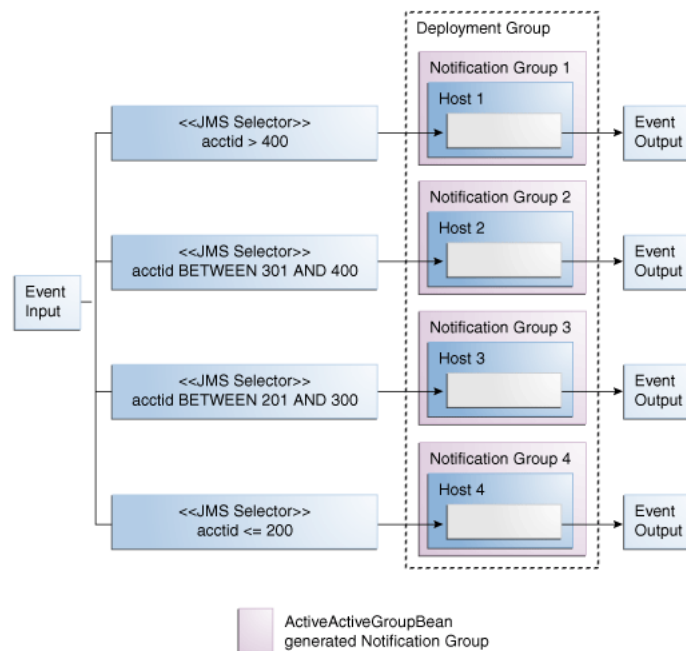 Deployment Group
Notification Group 1
Host 1
<<JMS Selector>>
acctid > 400
Event
Output
Notification Group 2
Host 2
<<JMS Selector>>
acctid BETWEEN 301 AND 400
Event
Output
Event
Input
Notification Group 3
Host 3
<<JMS Selector>>
acctid BETWEEN 201 AND 300
Event
Output
Notification Group 4
Host 4
<<JMS Selector>>
acctid <= 200
Event
Output
ActiveActiveGroupBean
generated Notification Group